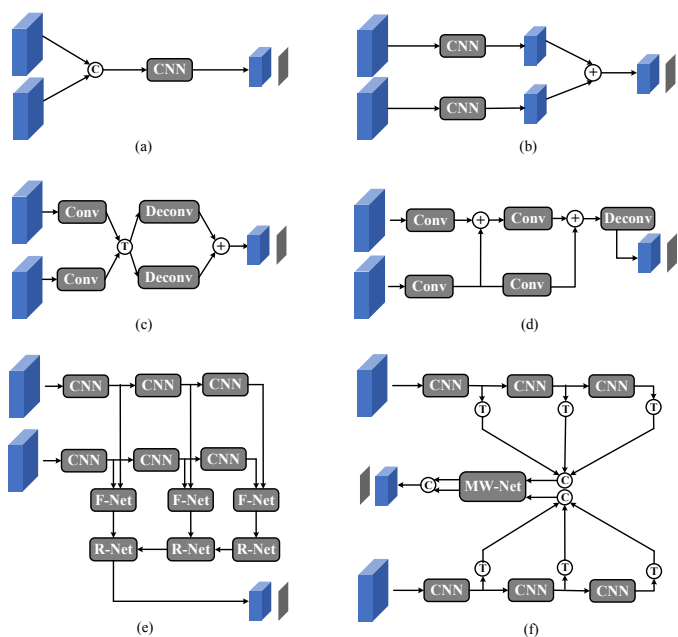 C
CNN
(a)
CNN
CNN
+
(b)
Conv
Conv
T
Deconv
Deconv
+
(c)
Conv
+
Conv
+
Deconv
Conv
Conv
(d)
CNN
CNN
CNN
CNN
CNN
CNN
F-Net
F-Net
F-Net
R-Net
R-Net
R-Net
(e)
CNN
CNN
CNN
T
T
T
C
C
MW-Net
C
T
T
T
CNN
CNN
CNN
(f)